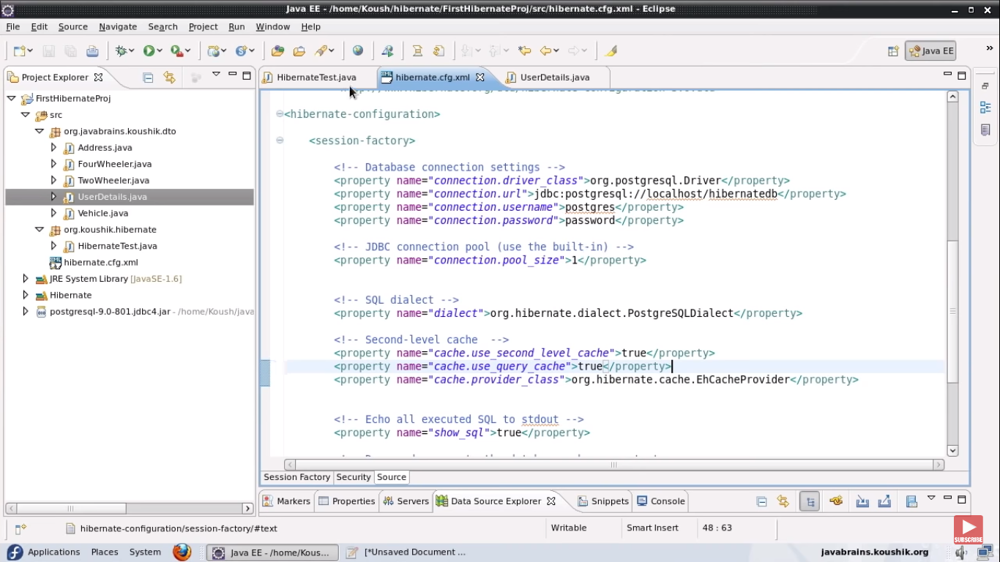 Java EE - /home/Koush/hibernate/FirstHibernateProj/src/hibernate.cfg.xml - Eclipse
File Edit Source Navigate Search Project Run Window Help
Java EE
Project Explorer
FirstHibernateProj
src
org.javabrains.koushik.dto
Address.java
FourWheeler.java
TwoWheeler.java
UserDetails.java
Vehicle.java
org.koushik.hibernate
HibernateTest.java
hibernate.cfg.xml
JRE System Library [JavaSE-1.6]
Hibernate
postgresql-9.0-801.jdbc4.jar - /home/Koush/java
HibernateTest.java hibernate.cfg.xml UserDetails.java
<hibernate-configuration>
<session-factory>
<!-- Database connection settings -->
<property name="connection.driver_class">org.postgresql.Driver</property>
<property name="connection.url">jdbc:postgresql://localhost/hibernatedb</property>
<property name="connection.username">postgres</property>
<property name="connection.password">password</property>
<!-- JDBC connection pool (use the built-in) -->
<property name="connection.pool_size">1</property>
<!-- SQL dialect -->
<property name="dialect">org.hibernate.dialect.PostgreSQLDialect</property>
<!-- Second-level cache  -->
<property name="cache.use_second_level_cache">true</property>
<property name="cache.use_query_cache">true</property>
<property name="cache.provider_class">org.hibernate.cache.EhCacheProvider</property>
<!-- Echo all executed SQL to stdout -->
<property name="show_sql">true</property>
Session Factory Security Source
Markers Properties Servers Data Source Explorer Snippets Console
hibernate-configuration/session-factory/#text
Writable Smart Insert 48 : 63
SUBSCRIBE
Applications Places System Java EE - /home/Kous... [*Unsaved Document ... javabrains.koushik.org